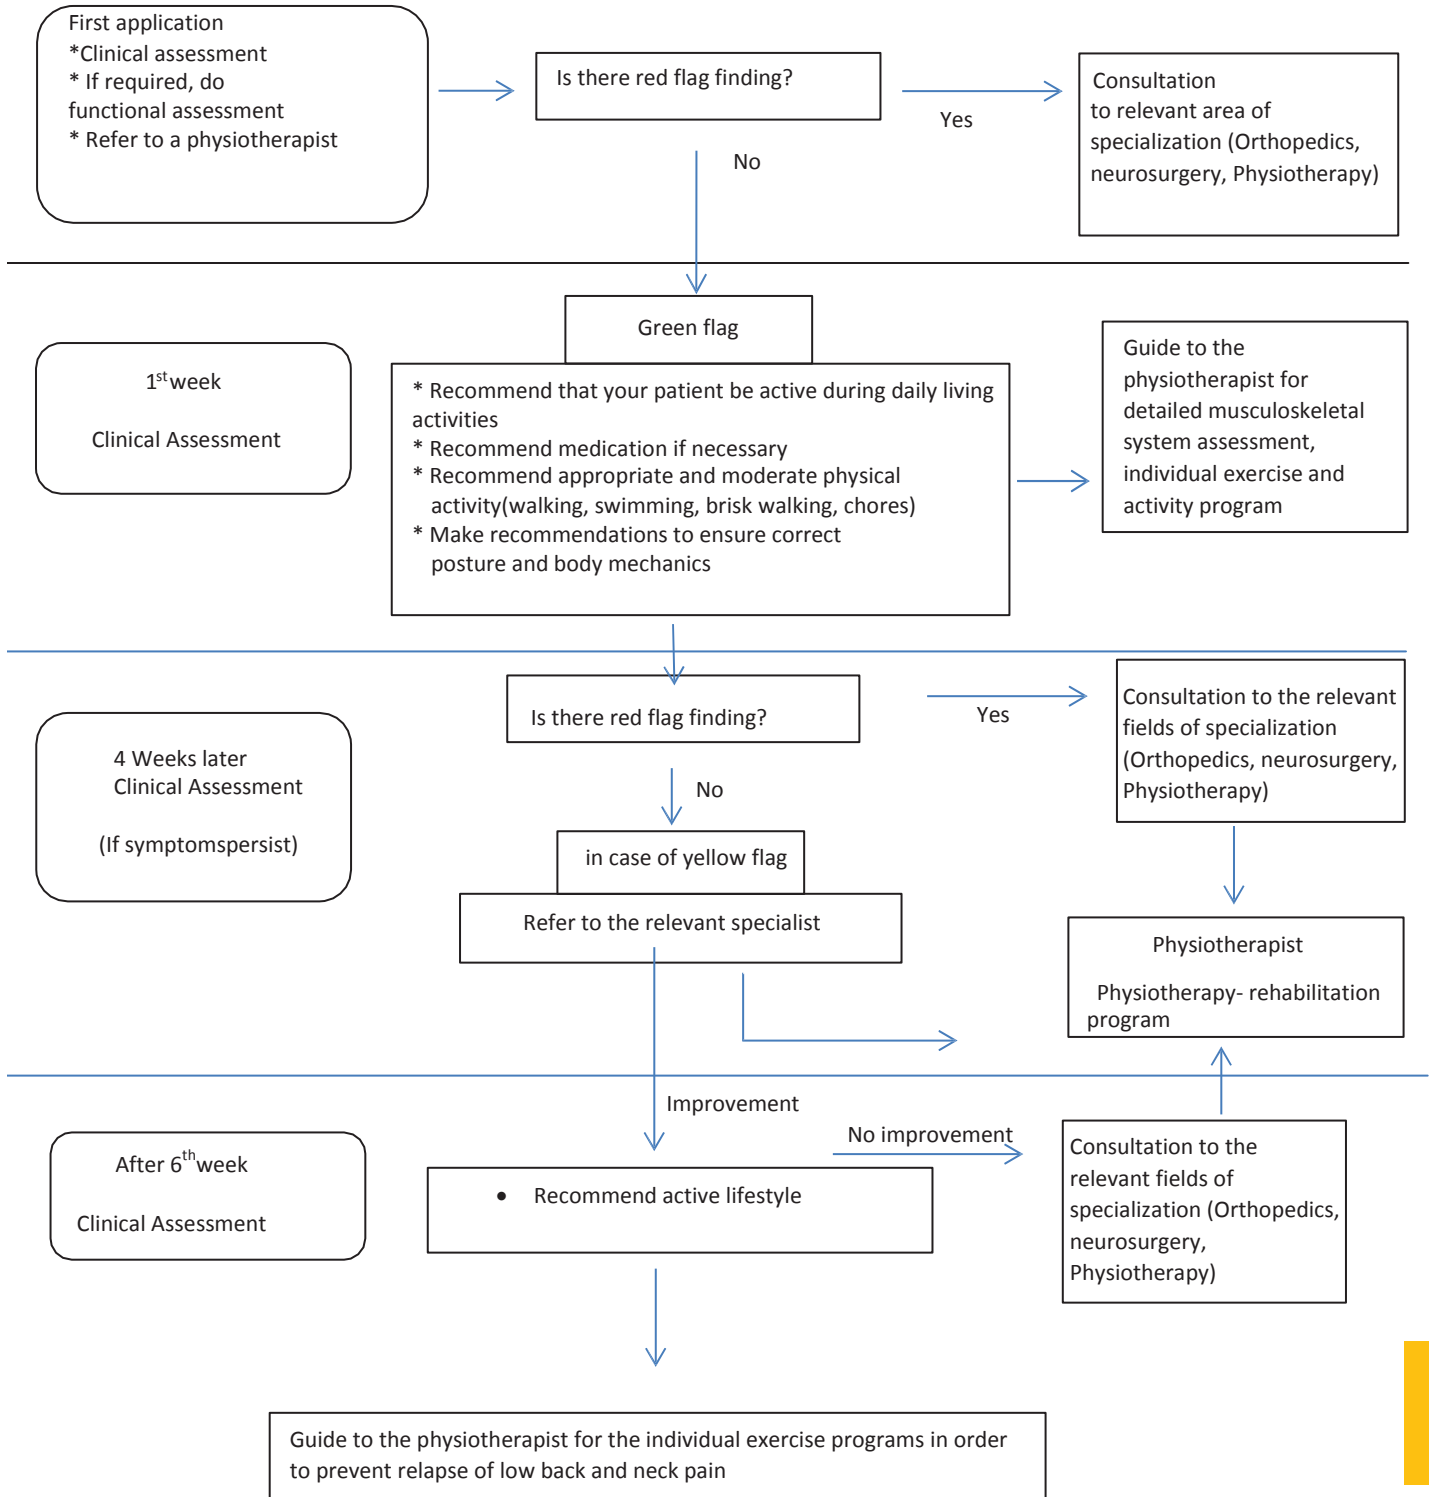 First application
*Clinical assessment
* If required, do
functional assessment
* Refer to a physiotherapist
Is there red flag finding?
Yes
No
Consultation
to relevant area of
specialization (Orthopedics,
neurosurgery, Physiotherapy)
1st week
Clinical Assessment
Green flag
* Recommend that your patient be active during daily living
activities
* Recommend medication if necessary
* Recommend appropriate and moderate physical
activity(walking, swimming, brisk walking, chores)
* Make recommendations to ensure correct
posture and body mechanics
Guide to the
physiotherapist for
detailed musculoskeletal
system assessment,
individual exercise and
activity program
4 Weeks later
Clinical Assessment
(If symptomspersist)
Is there red flag finding?
Yes
No
Consultation to the relevant
fields of specialization
(Orthopedics, neurosurgery,
Physiotherapy)
in case of yellow flag
Refer to the relevant specialist
Physiotherapist
Physiotherapy- rehabilitation
program
After 6th week
Clinical Assessment
Improvement
No improvement
• Recommend active lifestyle
Consultation to the
relevant fields of
specialization (Orthopedics,
neurosurgery,
Physiotherapy)
Guide to the physiotherapist for the individual exercise programs in order
to prevent relapse of low back and neck pain